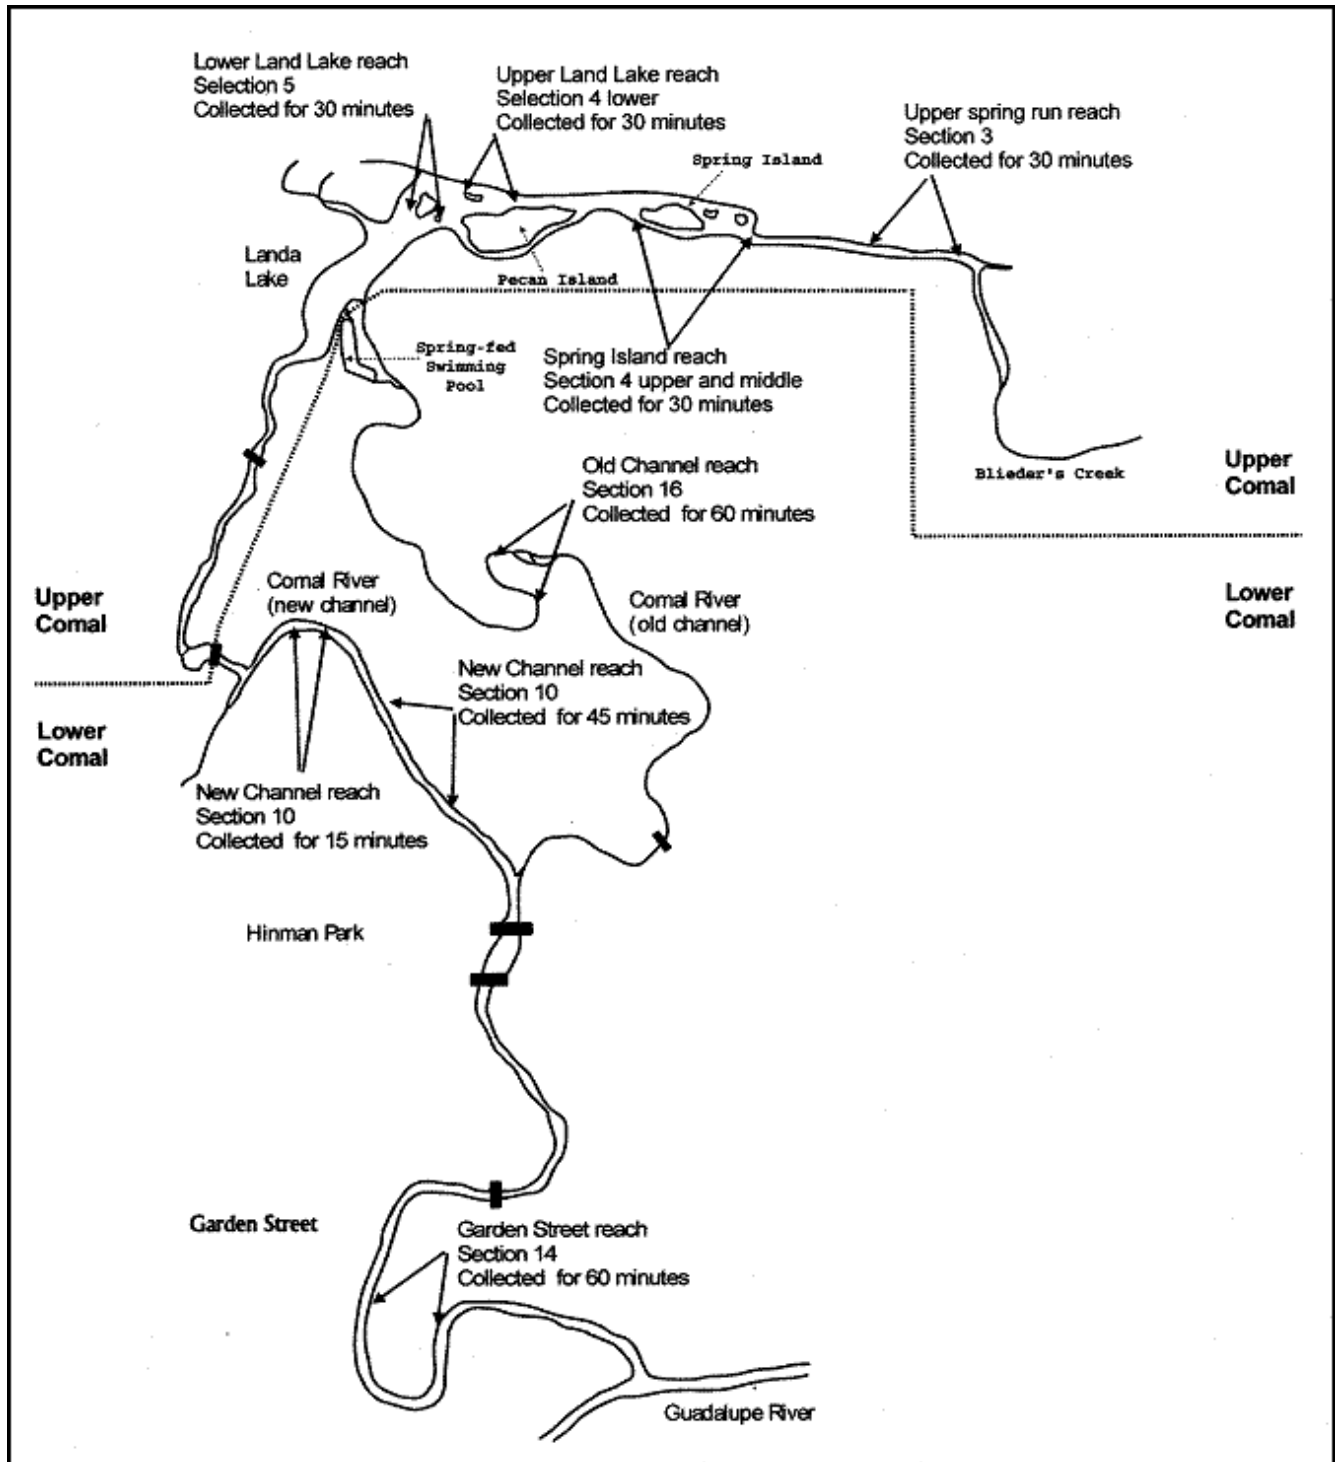 Lower Land Lake reach
Selection 5
Collected for 30 minutes
Upper Land Lake reach
Selection 4 lower
Collected for 30 minutes
Upper spring run reach
Section 3
Collected for 30 minutes
Spring Island
Landa
Lake
Pecan Island
Spring-fed
Swimming
Pool
Spring Island reach
Section 4 upper and middle
Collected for 30 minutes
Old Channel reach
Section 16
Collected for 60 minutes
Blieder's Creek
Upper
Comal
Lower
Comal
Upper
Comal
Comal River
(new channel)
Comal River
(old channel)
New Channel reach
Section 10
Collected for 45 minutes
Lower
Comal
New Channel reach
Section 10
Collected for 15 minutes
Hinman Park
Garden Street
Garden Street reach
Section 14
Collected for 60 minutes
Guadalupe River